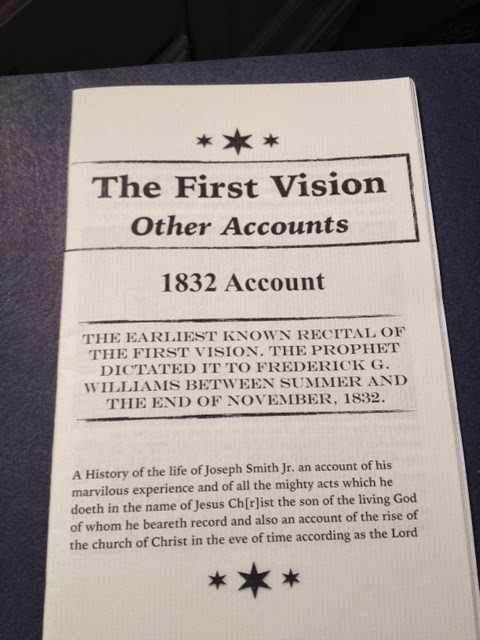 The First Vision
Other Accounts
1832 Account
THE EARLIEST KNOWN RECITAL OF
THE FIRST VISION. THE PROPHET
DICTATED IT TO FREDERICK G.
WILLIAMS BETWEEN SUMMER AND
THE END OF NOVEMBER, 1832.
A History of the life of Joseph Smith Jr. an account of his
marvilous experience and of all the mighty acts which he
doeth in the name of Jesus Ch[r]ist the son of the living God
of whom he beareth record and also an account of the rise of
the church of Christ in the eve of time according as the Lord